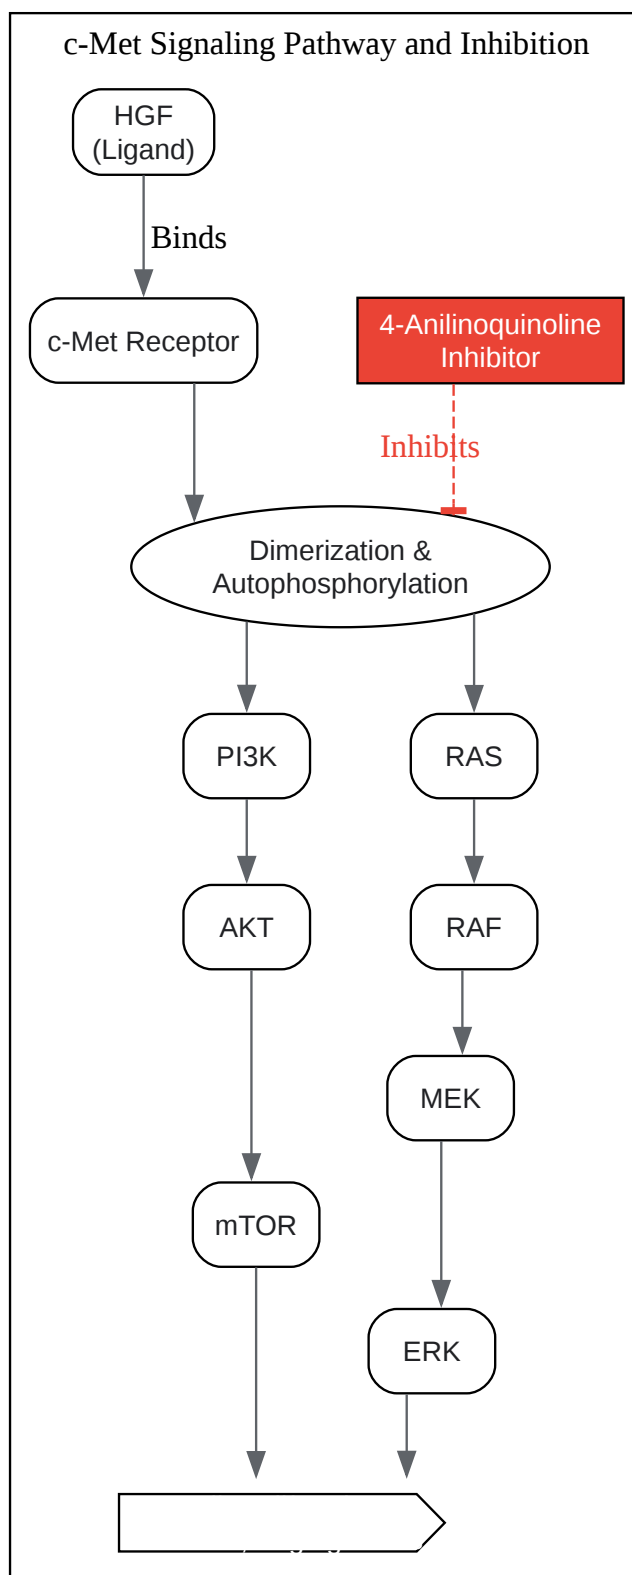 c-Met Signaling Pathway and Inhibition
HGF
(Ligand)
Binds
c-Met Receptor
4-Anilinoquinoline
Inhibitor
Inhibits
Dimerization &
Autophosphorylation
PI3K
RAS
AKT
RAF
MEK
mTOR
ERK